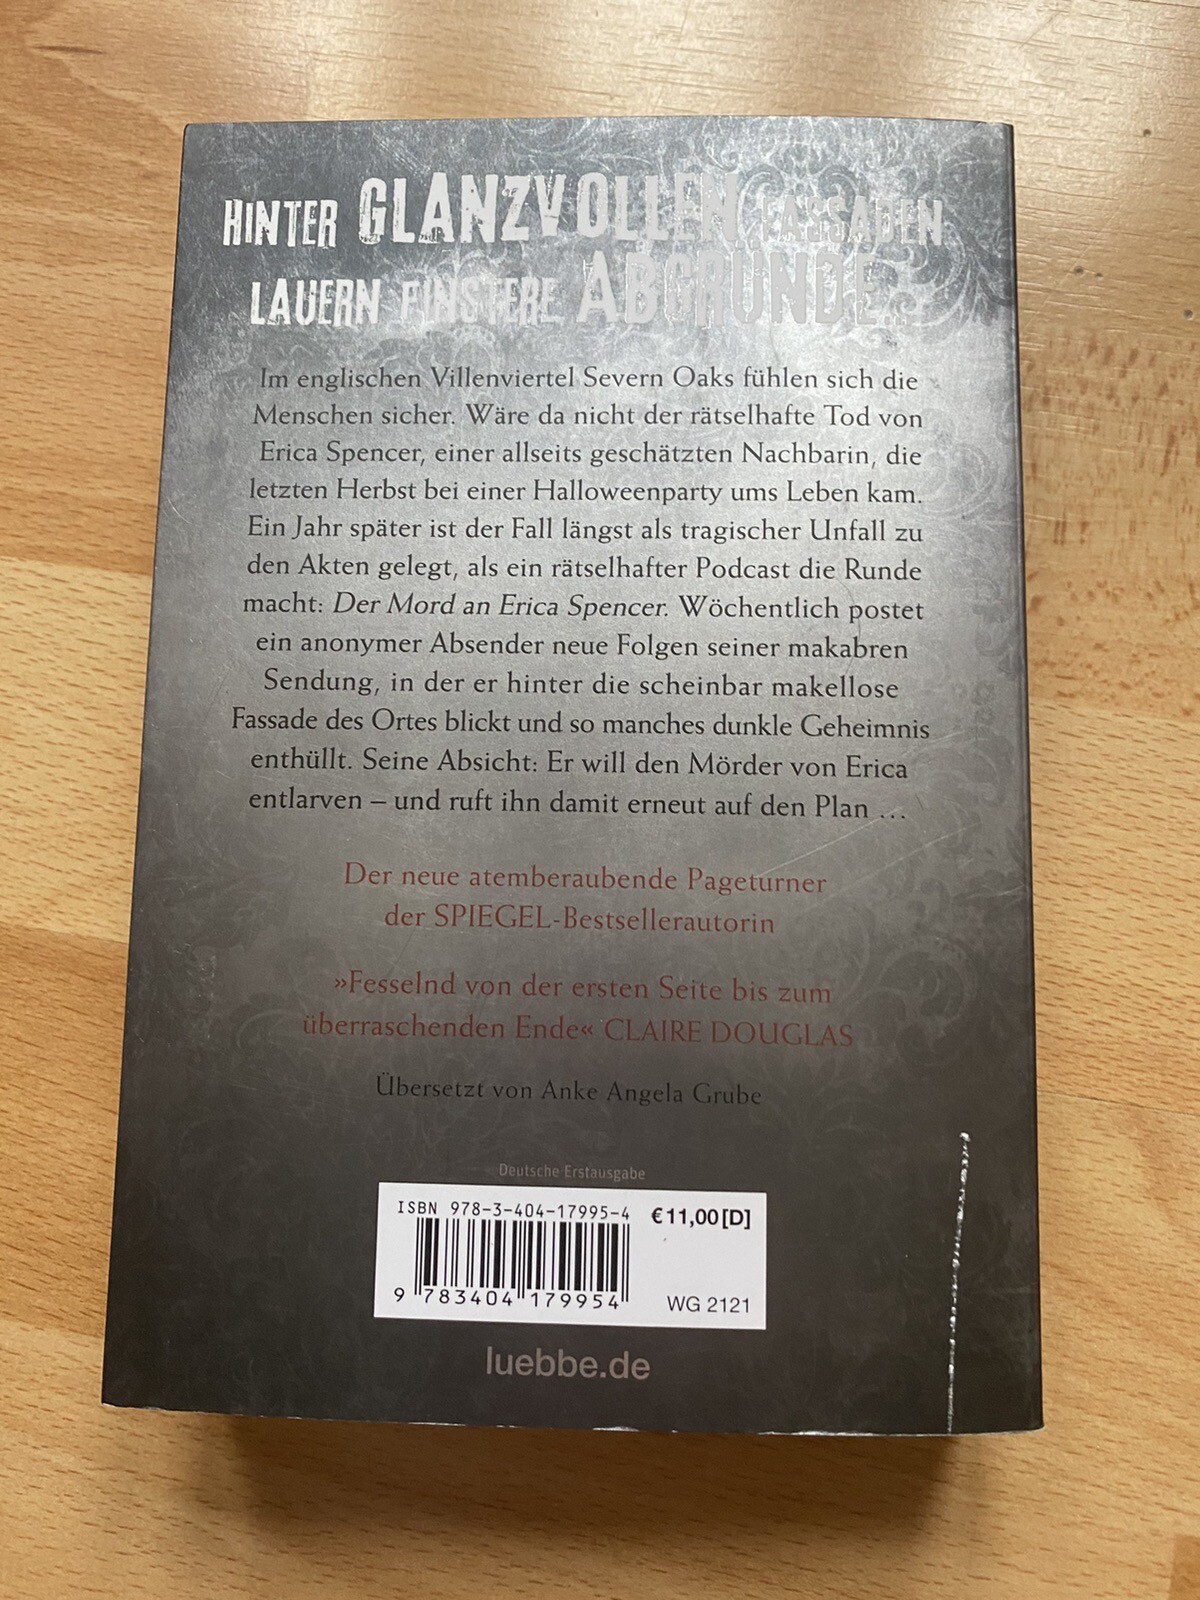 HINTER GLANZVOLLEN FASSADEN
LAUERN FINSTERE ABGRÜNDE ...
Im englischen Villenviertel Severn Oaks fühlen sich die
Menschen sicher. Wäre da nicht der rätselhafte Tod von
Erica Spencer, einer allseits geschätzten Nachbarin, die
letzten Herbst bei einer Halloweenparty ums Leben kam.
Ein Jahr später ist der Fall längst als tragischer Unfall zu
den Akten gelegt, als ein rätselhafter Podcast die Runde
macht: Der Mord an Erica Spencer. Wöchentlich postet
ein anonymer Absender neue Folgen seiner makabren
Sendung, in der er hinter die scheinbar makellose
Fassade des Ortes blickt und so manches dunkle Geheimnis
enthüllt. Seine Absicht: Er will den Mörder von Erica
entlarven – und ruft ihn damit erneut auf den Plan …
Der neue atemberaubende Pageturner
der SPIEGEL-Bestsellerautorin
»Fesselnd von der ersten Seite bis zum
überraschenden Ende« CLAIRE DOUGLAS
Übersetzt von Anke Angela Grube
Deutsche Erstausgabe
ISBN 978-3-404-17995-4 €11,00[D]
9 783404 179954 WG 2121
luebbe.de